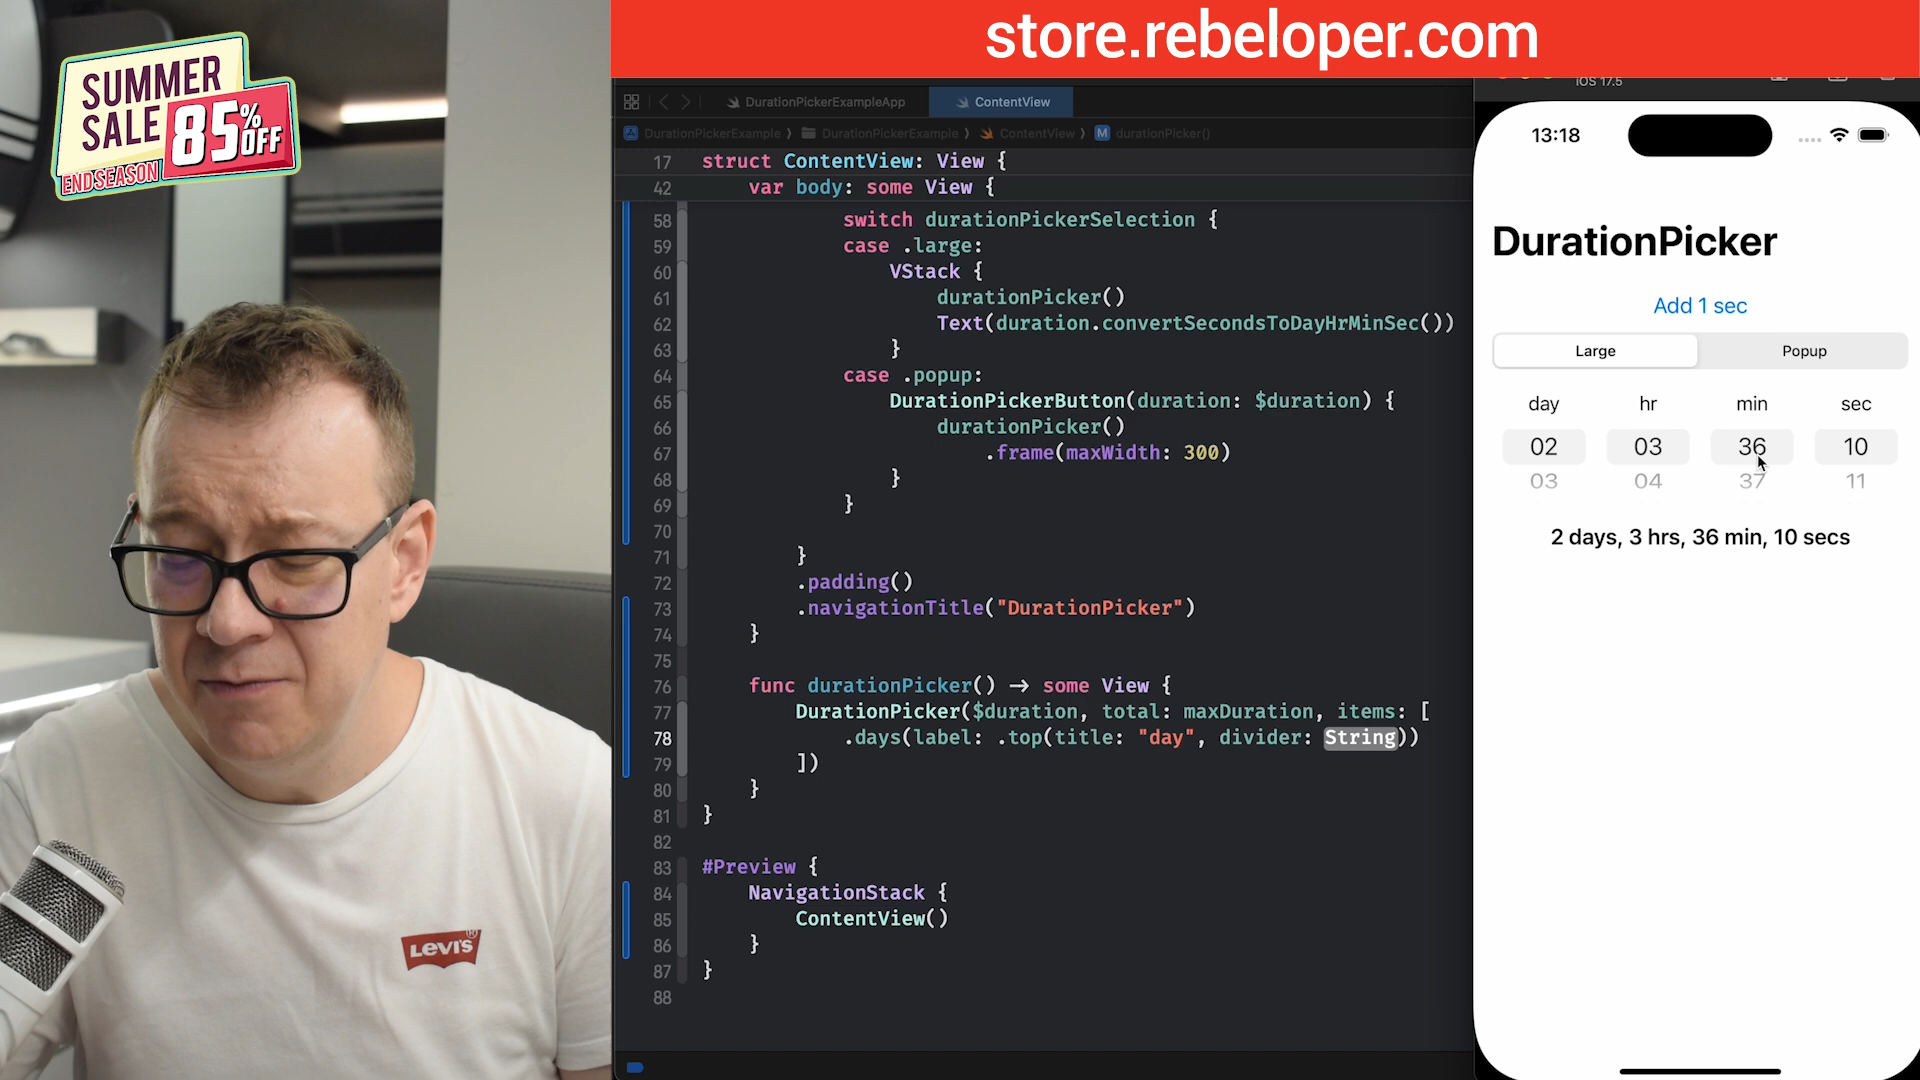 SUMMER
SALE 85% OFF
END SEASON
LEVI'S
store.rebeloper.com
DurationPickerExampleApp
ContentView
DurationPickerExample
DurationPickerExample
ContentView
M durationPicker()
17 struct ContentView: View {
42 var body: some View {
58 switch durationPickerSelection {
59 case .large:
60 VStack {
61 durationPicker()
62 Text(duration.convertSecondsToDayHrMinSec())
63 }
64 case .popup:
65 DurationPickerButton(duration: $duration) {
66 durationPicker()
67 .frame(maxWidth: 300)
68 }
69 }
70
71 }
72 .padding()
73 .navigationTitle("DurationPicker")
74 }
75
76 func durationPicker() -> some View {
77 DurationPicker($duration, total: maxDuration, items: [
78 .days(label: .top(title: "day", divider: String))
79 ])
80 }
81 }
82
83 #Preview {
84 NavigationStack {
85 ContentView()
86 }
87 }
88
iOS 17.5
13:18
DurationPicker
Add 1 sec
Large Popup
day hr min sec
02 03 36 10
03 04 37 11
2 days, 3 hrs, 36 min, 10 secs